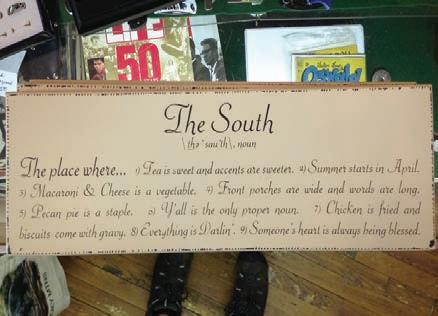 50
The South
\thə ˈsau̇th\, noun
The place where... 1) Tea is sweet and accents are sweeter. 2) Summer starts in April.
3) Macaroni & Cheese is a vegetable. 4) Front porches are wide and words are long.
5) Pecan pie is a staple. 6) Y'all is the only proper noun. 7) Chicken is fried and
biscuits come with gravy. 8) Everything is Darlin'. 9) Someone's heart is always being blessed.